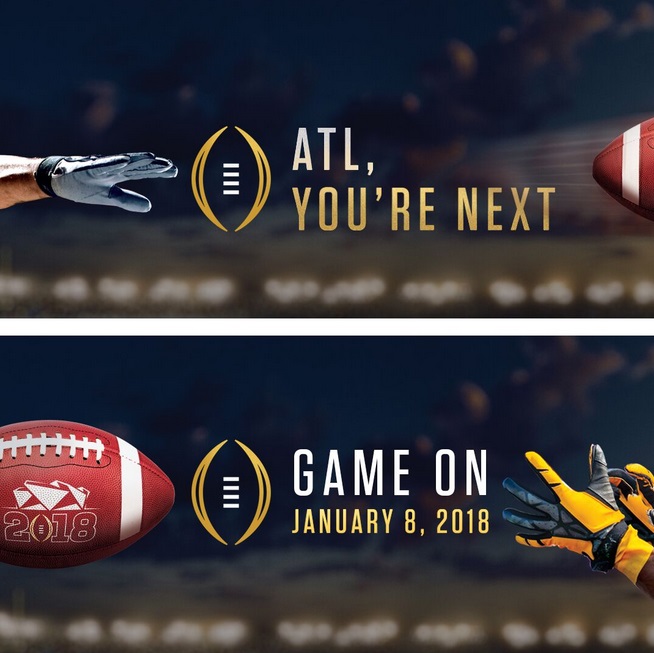 ATL,
YOU'RE NEXT
2018
GAME ON
JANUARY 8, 2018